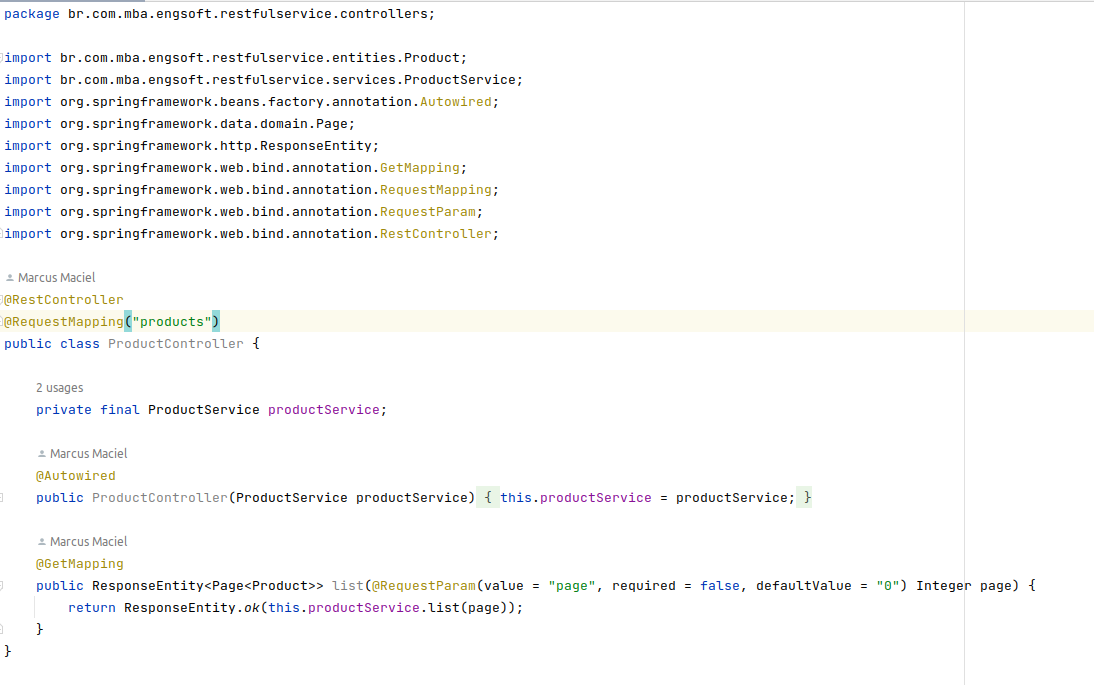 package br.com.mba.engsoft.restfulservice.controllers;
import br.com.mba.engsoft.restfulservice.entities.Product;
import br.com.mba.engsoft.restfulservice.services.ProductService;
import org.springframework.beans.factory.annotation.Autowired;
import org.springframework.data.domain.Page;
import org.springframework.http.ResponseEntity;
import org.springframework.web.bind.annotation.GetMapping;
import org.springframework.web.bind.annotation.RequestMapping;
import org.springframework.web.bind.annotation.RequestParam;
import org.springframework.web.bind.annotation.RestController;
Marcus Maciel
@RestController
@RequestMapping("products")
public class ProductController {
2 usages
private final ProductService productService;
Marcus Maciel
@Autowired
public ProductController(ProductService productService) { this.productService = productService; }
Marcus Maciel
@GetMapping
public ResponseEntity<Page<Product>> list(@RequestParam(value = "page", required = false, defaultValue = "0") Integer page) {
return ResponseEntity.ok(this.productService.list(page));
}
}